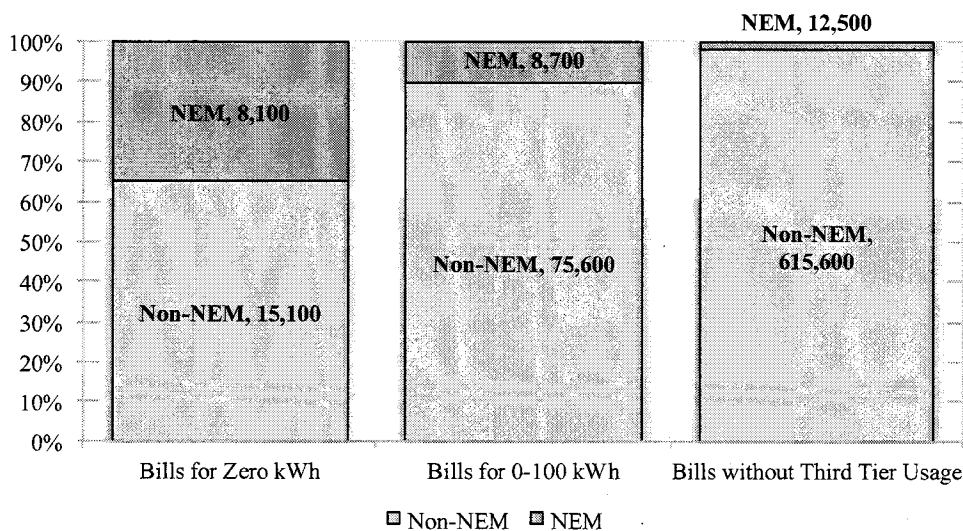 NEM, 12,500
100%
90%
80%
70%
60%
50%
40%
30%
20%
10%
0%
NEM, 8,100
Non-NEM, 15,100
NEM, 8,700
Non-NEM, 75,600
Non-NEM,
615,600
Bills for Zero kWh
Bills for 0-100 kWh
Bills without Third Tier Usage
Non-NEM NEM